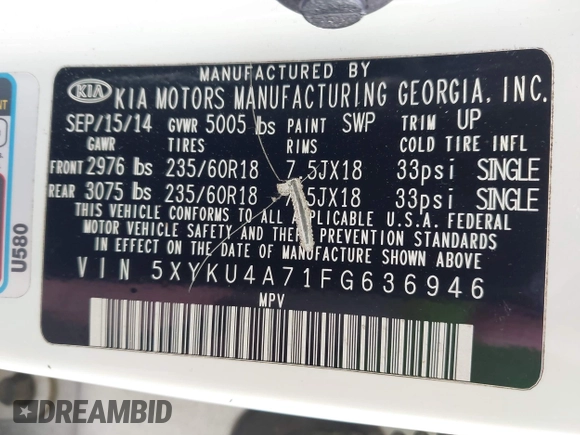 MANUFACTURED BY
KIA KIA MOTORS MANUFACTURING GEORGIA, INC.
SEP/15/14 GVWR 5005 lbs PAINT SWP TRIM UP
GAWR TIRES RIMS COLD TIRE INFL
FRONT 2976 lbs 235/60R18 7.5JX18 33psi SINGLE
REAR 3075 lbs 235/60R18 7.5JX18 33psi SINGLE
THIS VEHICLE CONFORMS TO ALL APPLICABLE U.S.A. FEDERAL
MOTOR VEHICLE SAFETY AND THEFT PREVENTION STANDARDS
IN EFFECT ON THE DATE OF MANUFACTURE SHOWN ABOVE.
VIN 5XYKU4A71FG636946
MPV
U580
DREAMBID